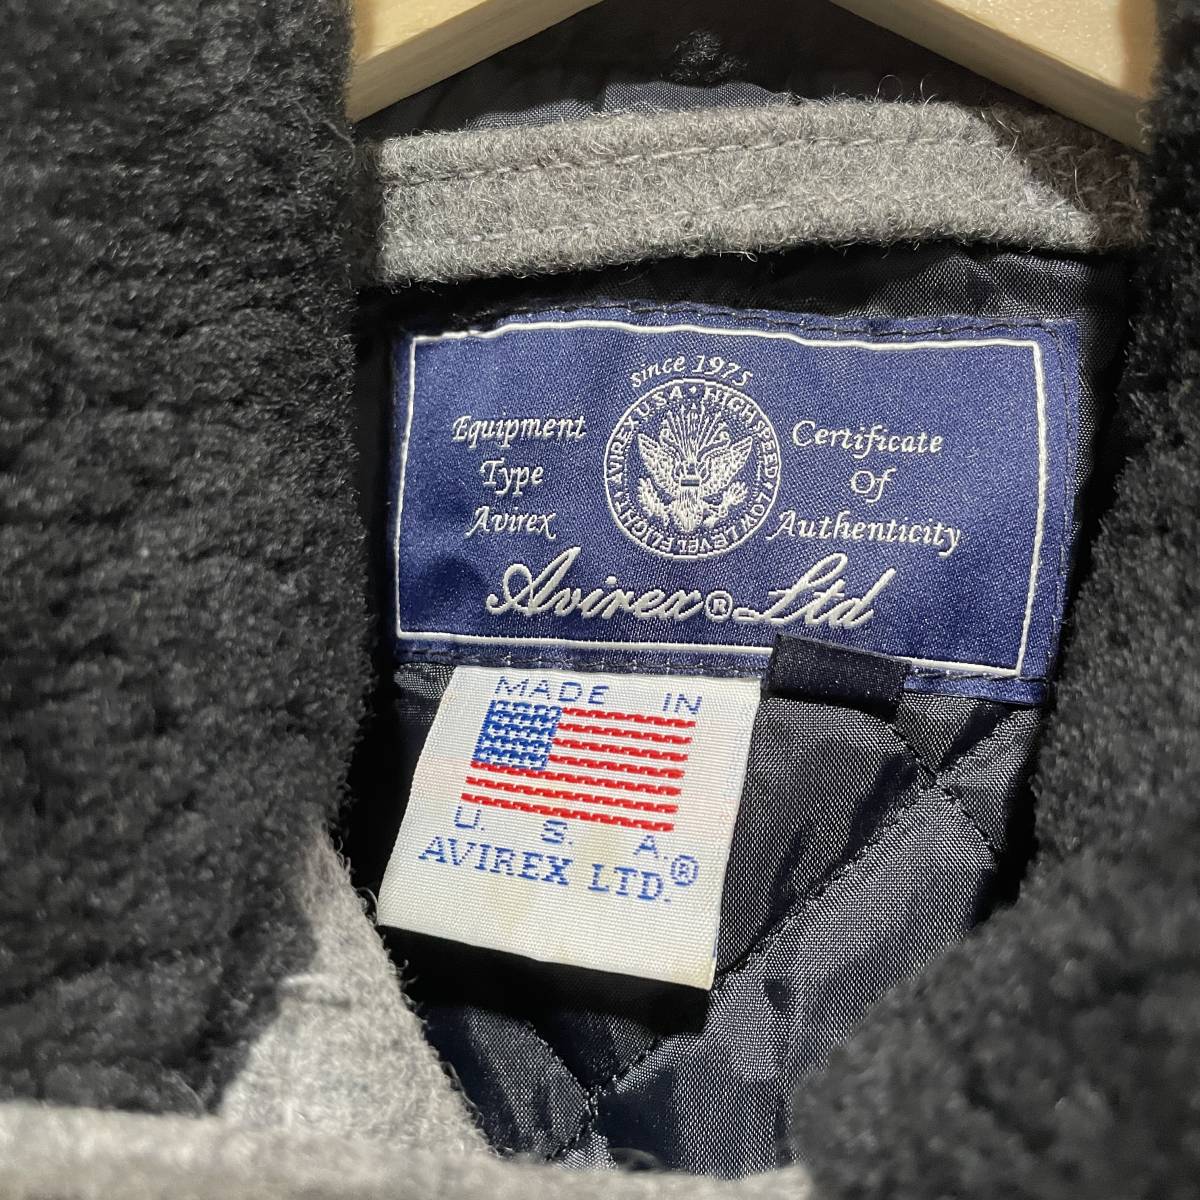 since 1975
AVIREX U.S.A. • HIGH SPEED • LOW LEVEL FLIGHT •
Equipment
Type
Avirex
Certificate
Of
Authenticity
Avirex® Ltd
MADE IN
U. S. A.
AVIREX LTD.®